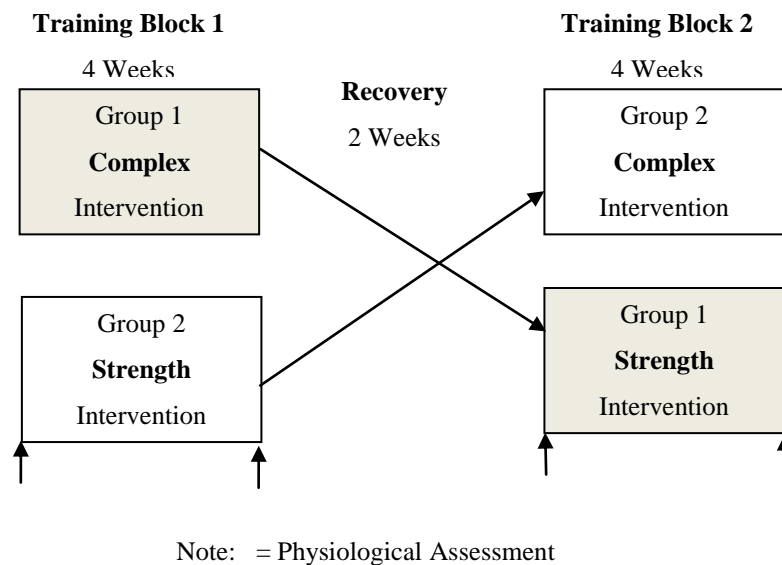 Training Block 1
4 Weeks
Group 1
Complex
Intervention
Group 2
Strength
Intervention
Recovery
2 Weeks
Training Block 2
4 Weeks
Group 2
Complex
Intervention
Group 1
Strength
Intervention
Note: = Physiological Assessment